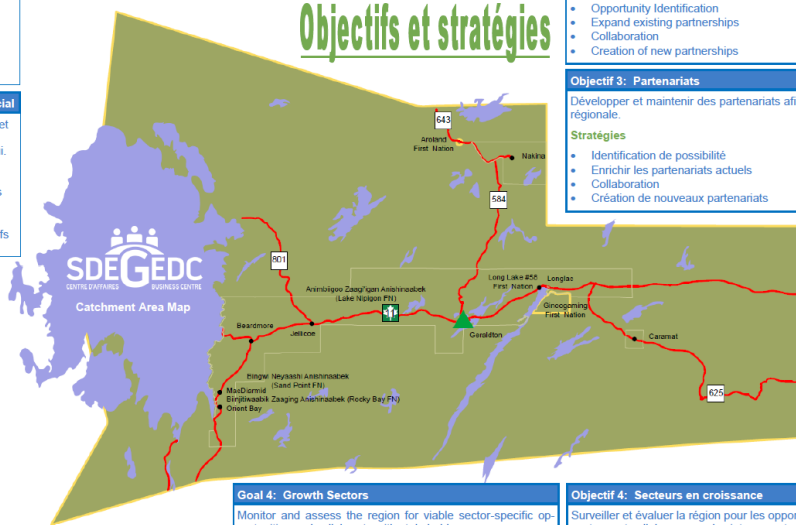 Objectifs et stratégies
• Opportunity Identification
• Expand existing partnerships
• Collaboration
• Creation of new partnerships
Objectif 3: Partenariats
Développer et maintenir des partenariats afi
régionale.
Stratégies
• Identification de possibilité
• Enrichir les partenariats actuels
• Collaboration
• Création de nouveaux partenariats
cial
et
i.
s
fs
643
Aroland
First Nation
Nakina
584
801
SDEGEDC
CENTRE D'AFFAIRES BUSINESS CENTRE
Catchment Area Map
Animbiigoo Zaagi'igan Anishinaabek
(Lake Nipigon FN)
11
Long Lake #58
First Nation
Longlac
Ginoogaming
First Nation
Beardmore
Jellicoe
Geraldton
Caramat
Bingwi Neyaashi Anishinaabek
(Sand Point FN)
MacDiarmid
Biinjitiwaabik Zaaging Anishinaabek (Rocky Bay FN)
Orient Bay
625
Goal 4: Growth Sectors
Monitor and assess the region for viable sector-specific op-
Objectif 4: Secteurs en croissance
Surveiller et évaluer la région pour les oppor